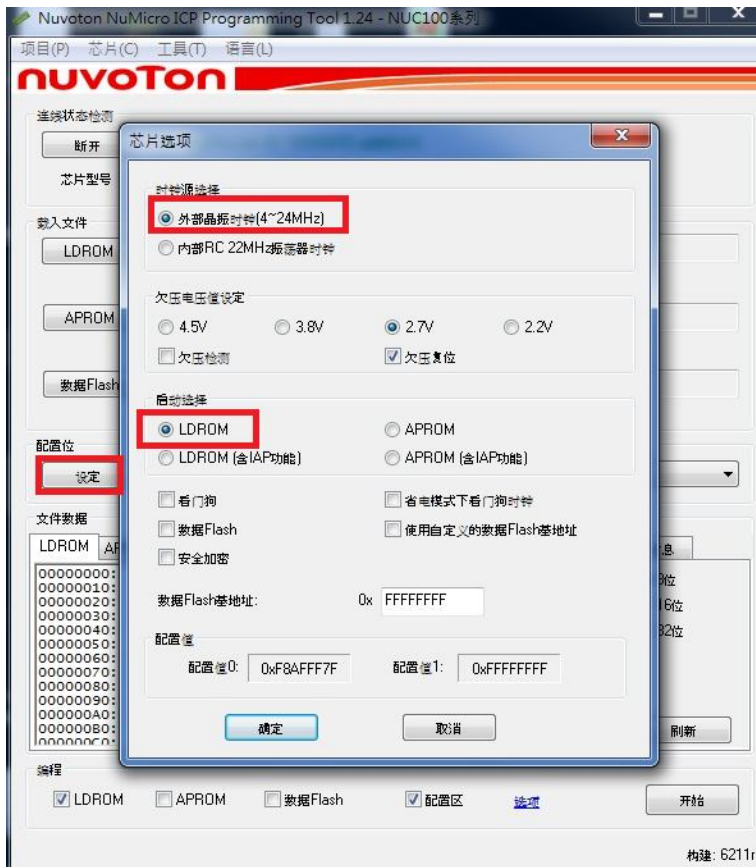 Nuvoton NuMicro ICP Programming Tool 1.24 - NUC100系列
项目(P) 芯片(C) 工具(T) 语言(L)
nuvoTon
连线状态检测
断开
芯片型号
载入文件
LDROM
APROM
数据Flash
配置位
设定
文件数据
LDROM
00000000:
00000010:
00000020:
00000030:
00000040:
00000050:
00000060:
00000070:
00000080:
00000090:
000000A0:
000000B0:
000000C0:
芯片选项
时钟源选择
外部晶振时钟(4~24MHz)
内部RC 22MHz振荡器时钟
欠压电压值设定
4.5V 3.8V 2.7V 2.2V
欠压检测 欠压复位
启动选择
LDROM APROM
LDROM (含IAP功能) APROM (含IAP功能)
看门狗 省电模式下看门狗时钟
数据Flash 使用自定义的数据Flash基地址
安全加密
数据Flash基地址: 0x FFFFFFFF
配置值
配置值0: 0xF8AFFF7F 配置值1: 0xFFFFFFFF
确定 取消
息
位
16位
32位
刷新
编程
LDROM APROM 数据Flash 配置区 选项 开始
构建: 6211r